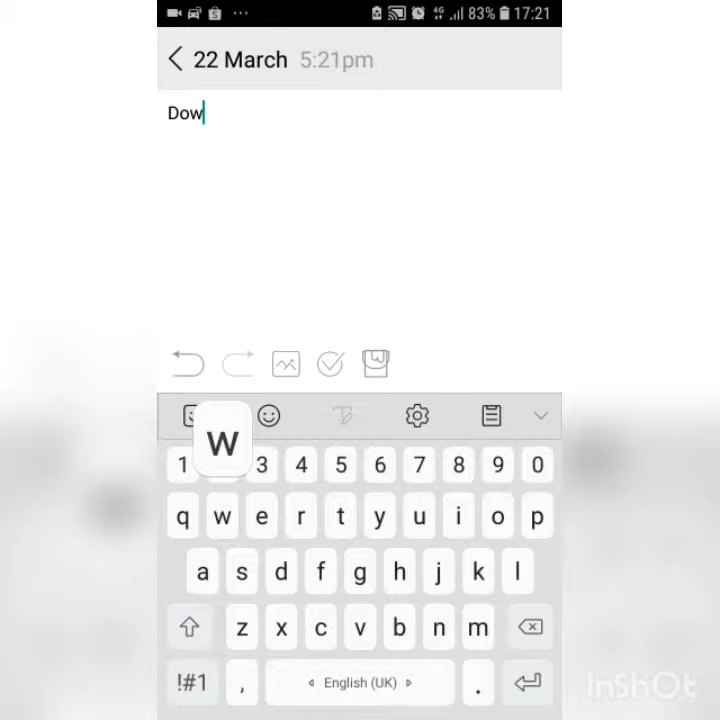 4G 83% 17:21
22 March 5:21pm
Dow
W
1 3 4 5 6 7 8 9 0
q w e r t y u i o p
a s d f g h j k l
z x c v b n m
!#1 , English (UK) .
InShOt